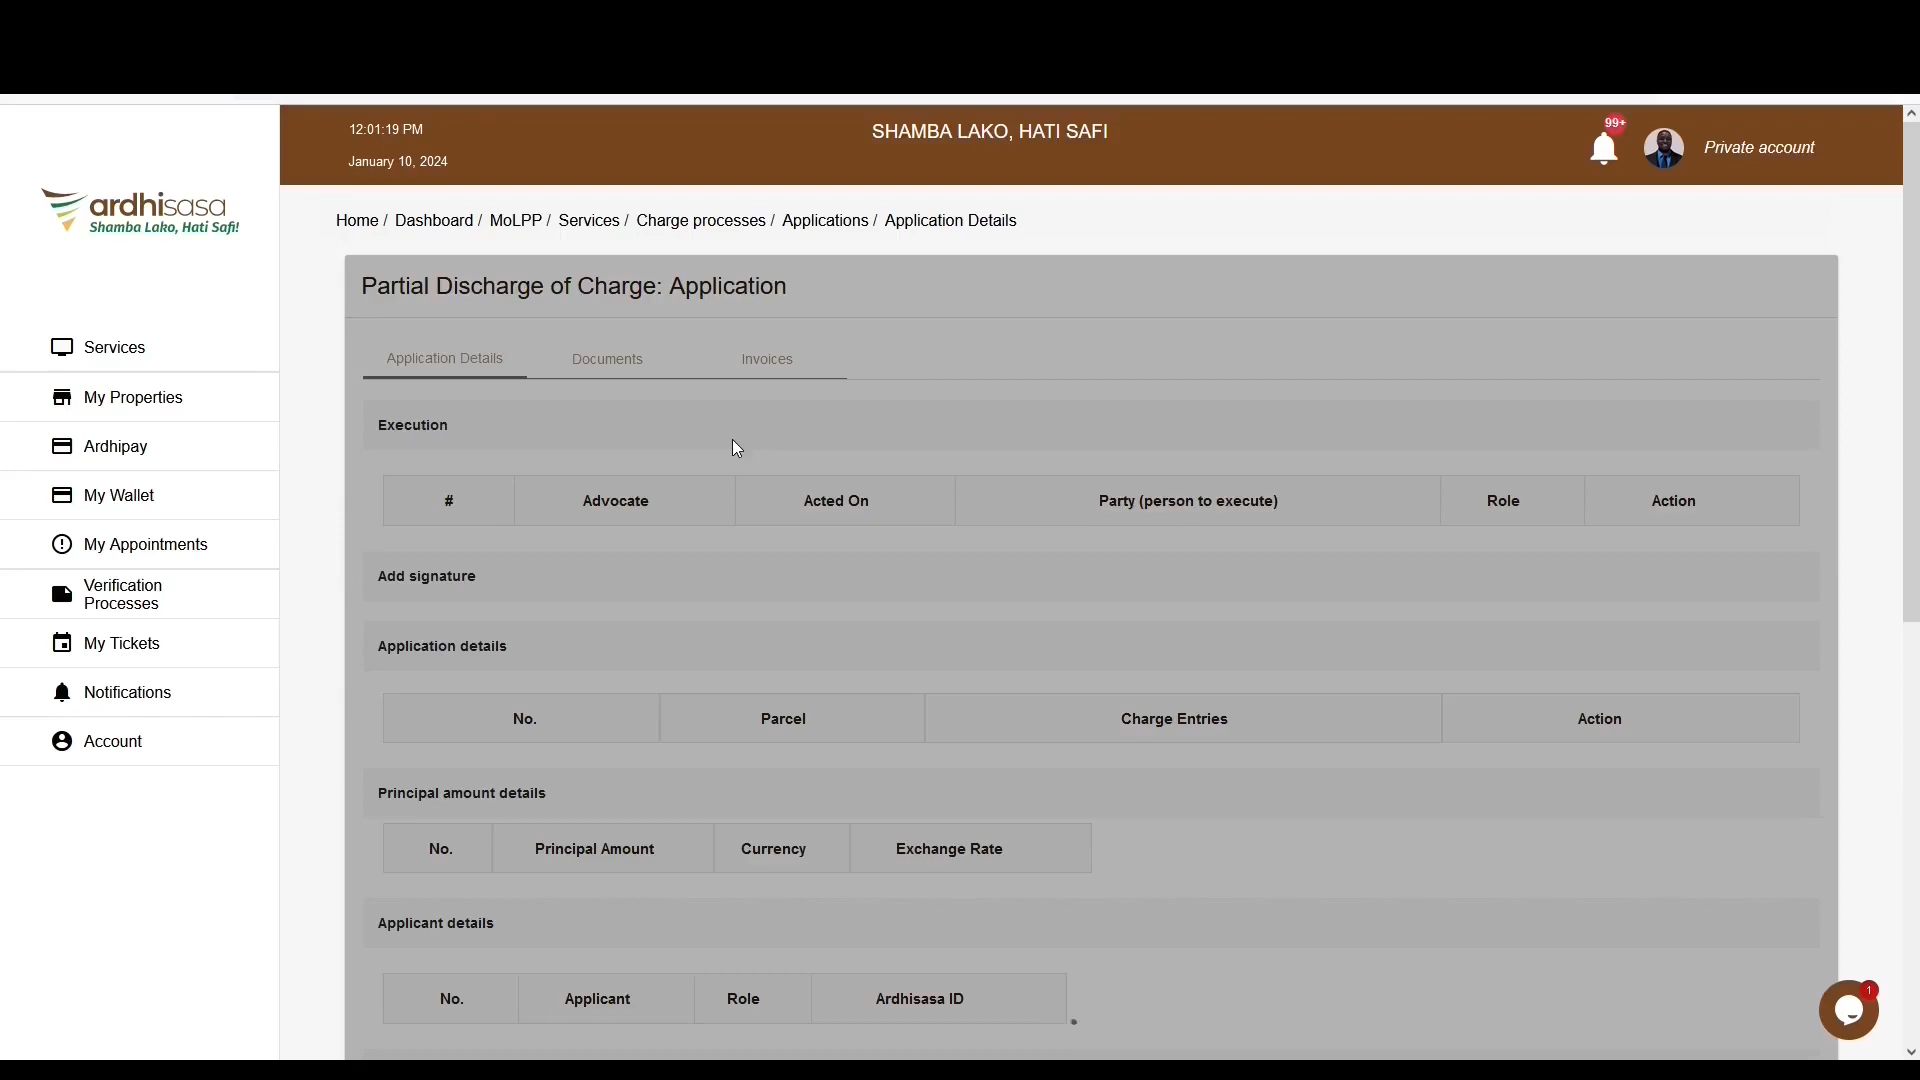 12:01:19 PM
January 10, 2024
SHAMBA LAKO, HATI SAFI
99+
Private account
ardhisasa
Shamba Lako, Hati Safi!
Home / Dashboard / MoLPP / Services / Charge processes / Applications / Application Details
Services
My Properties
Ardhipay
My Wallet
My Appointments
Verification
Processes
My Tickets
Notifications
Account
Partial Discharge of Charge: Application
Application Details Documents Invoices
Execution
# Advocate Acted On Party (person to execute) Role Action
Add signature
Application details
No. Parcel Charge Entries Action
Principal amount details
No. Principal Amount Currency Exchange Rate
Applicant details
No. Applicant Role Ardhisasa ID
1